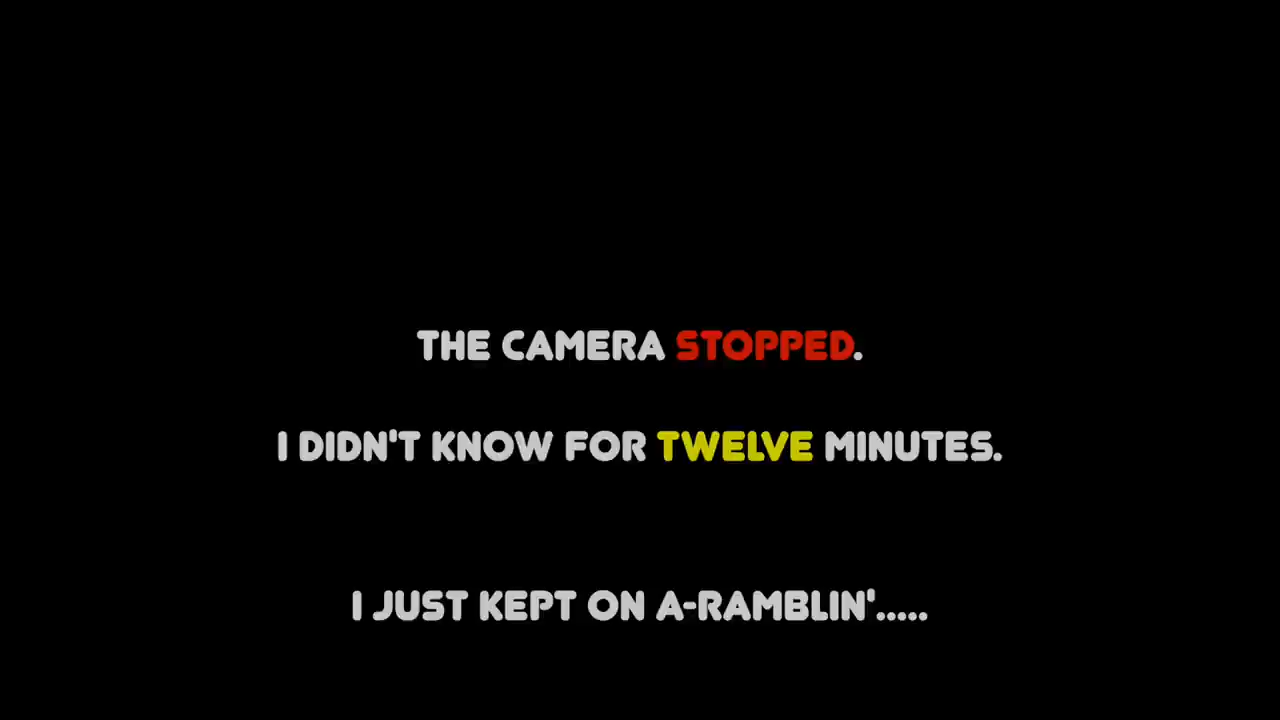 THE CAMERA STOPPED.
I DIDN'T KNOW FOR TWELVE MINUTES.
I JUST KEPT ON A-RAMBLIN'.....